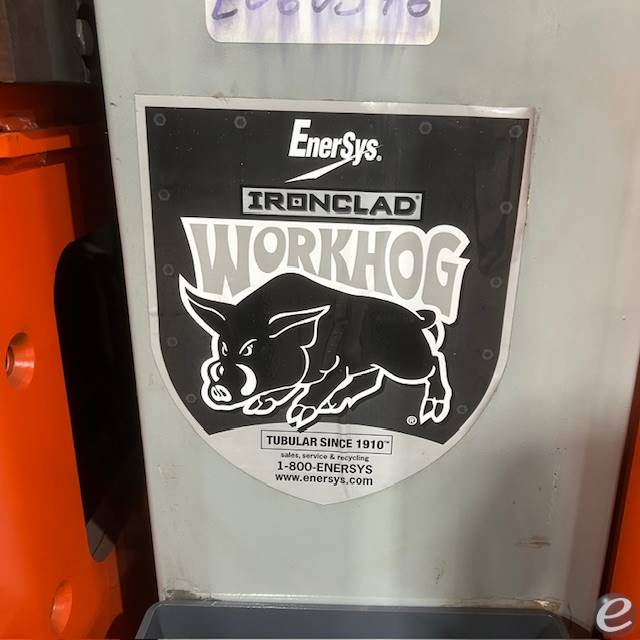 EnerSys.
IRONCLAD®
WORKHOG
®
TUBULAR SINCE 1910™
sales, service & recycling
1-800-ENERSYS
www.enersys.com
e